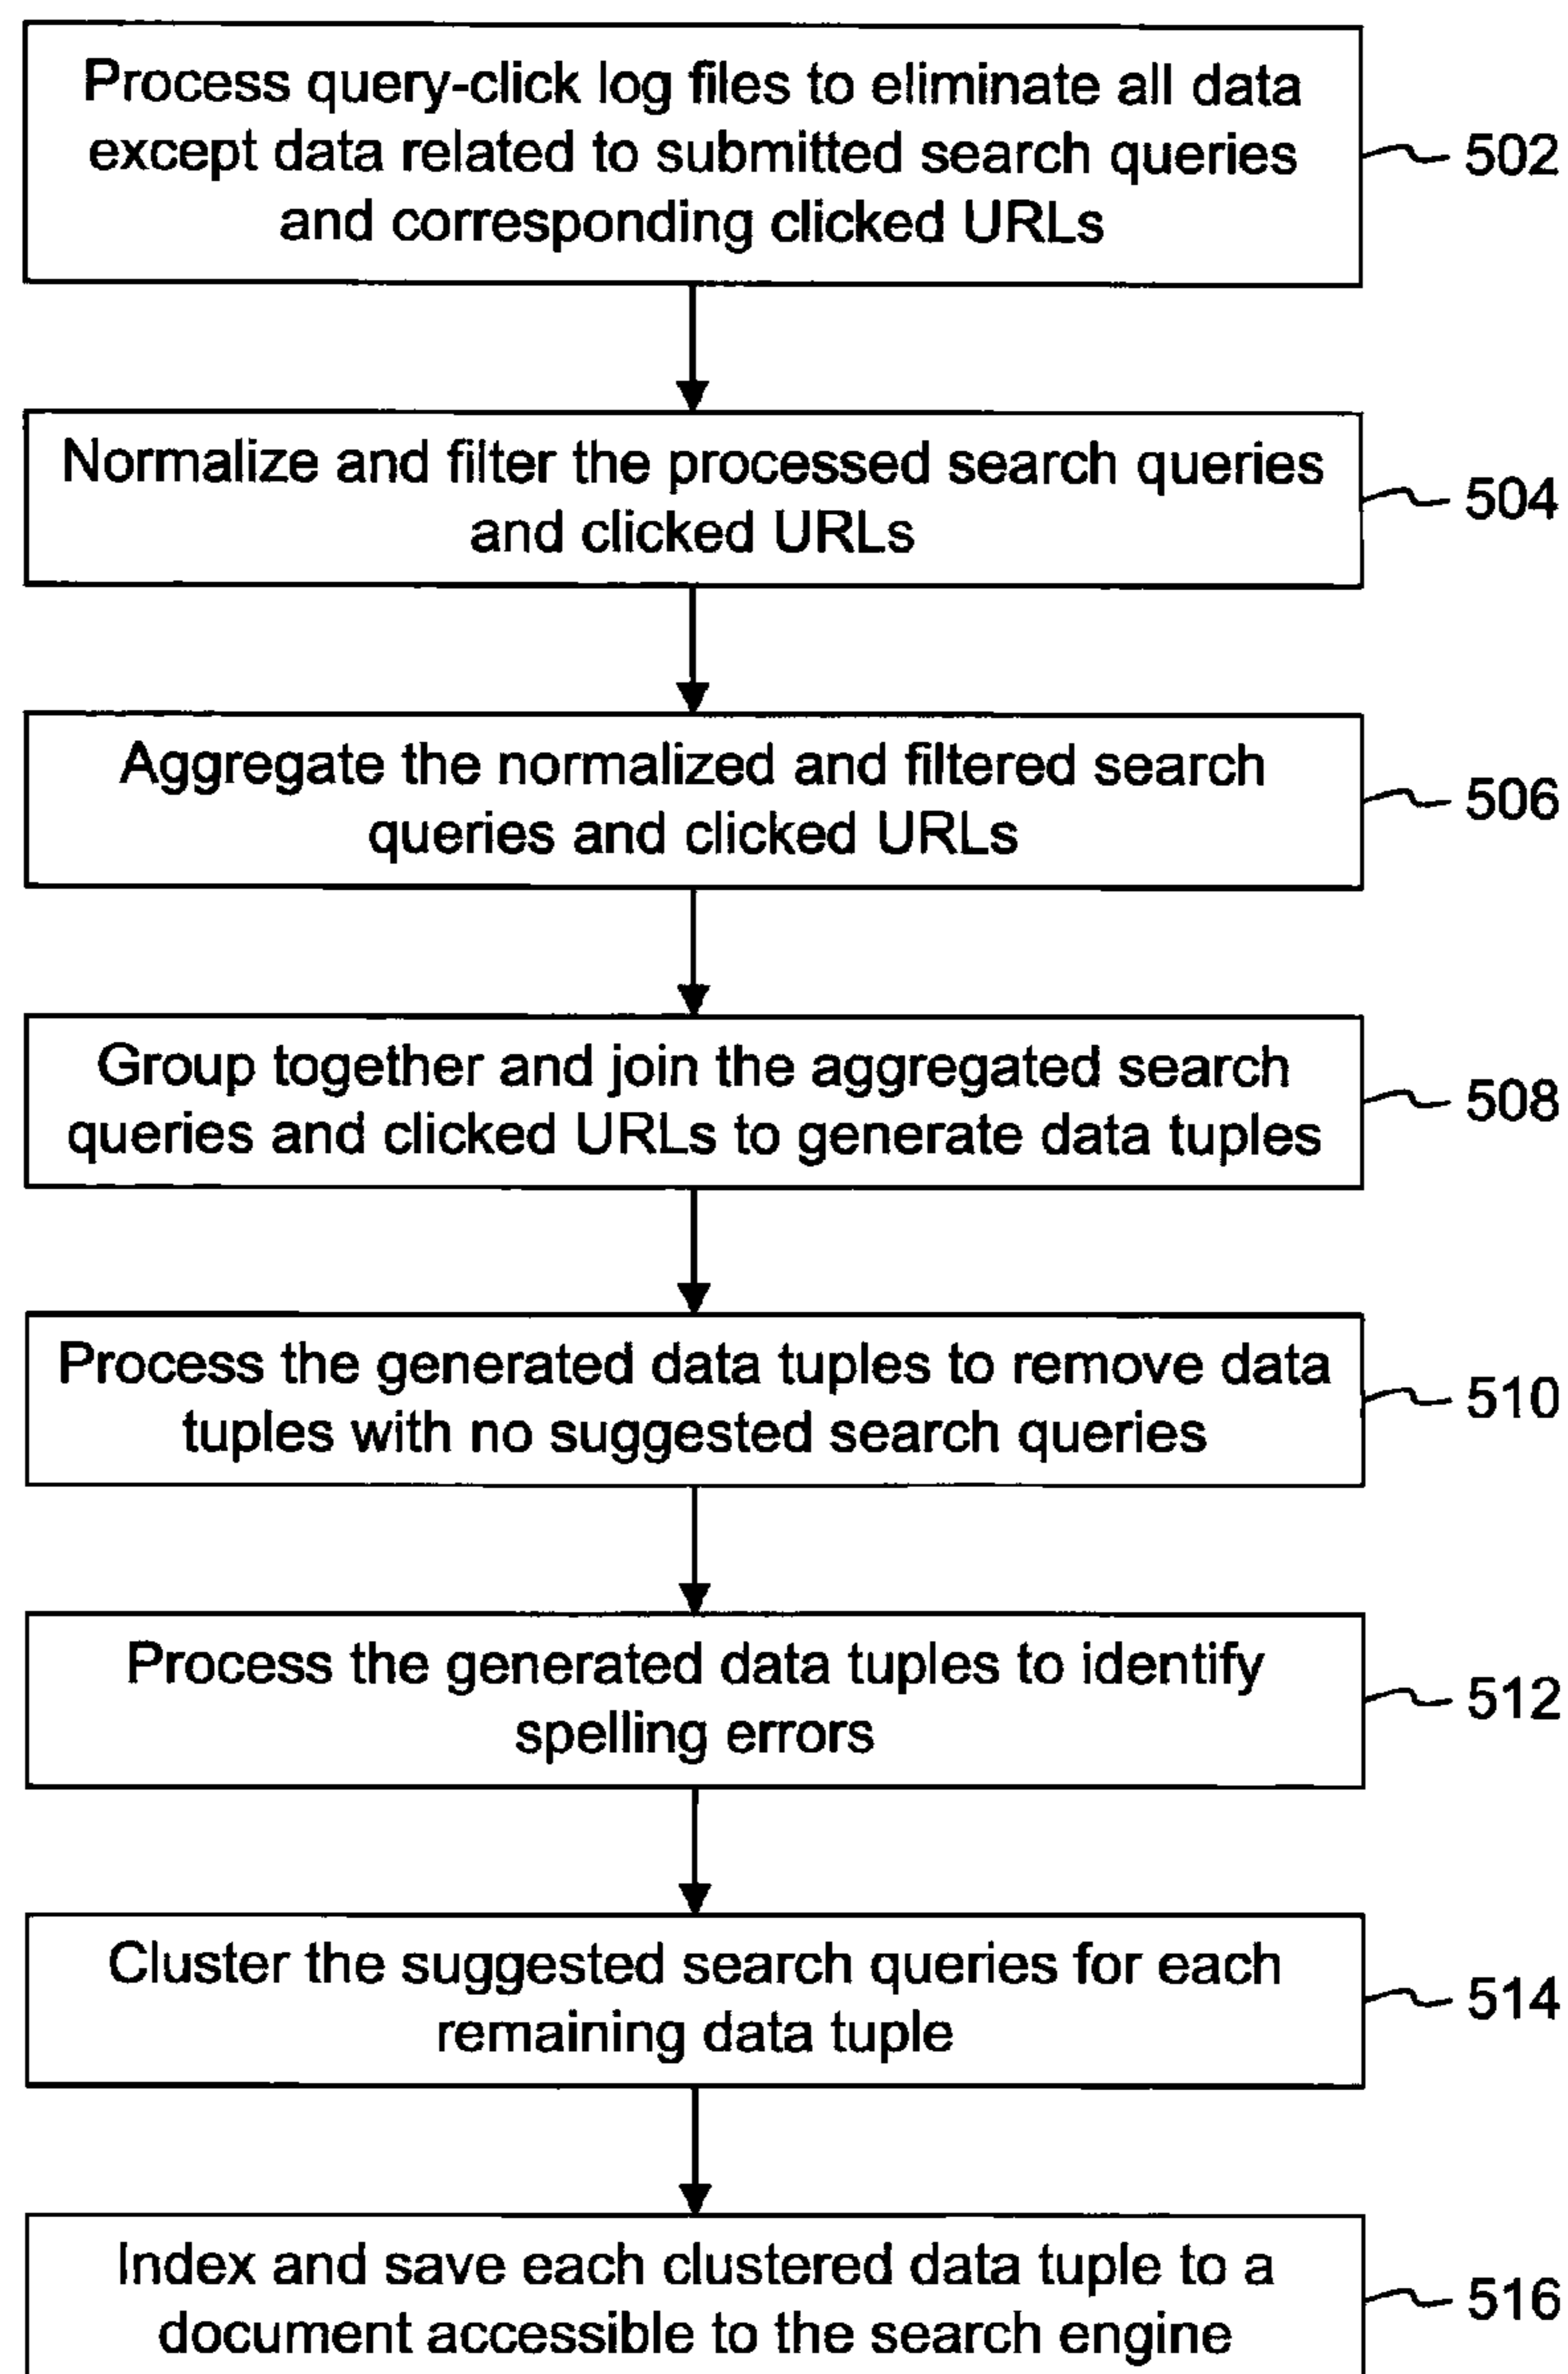 Process query-click log files to eliminate all data
except data related to submitted search queries
and corresponding clicked URLs
502
Normalize and filter the processed search queries
and clicked URLs
504
Aggregate the normalized and filtered search
queries and clicked URLs
506
Group together and join the aggregated search
queries and clicked URLs to generate data tuples
508
Process the generated data tuples to remove data
tuples with no suggested search queries
510
Process the generated data tuples to identify
spelling errors
512
Cluster the suggested search queries for each
remaining data tuple
514
Index and save each clustered data tuple to a
document accessible to the search engine
516